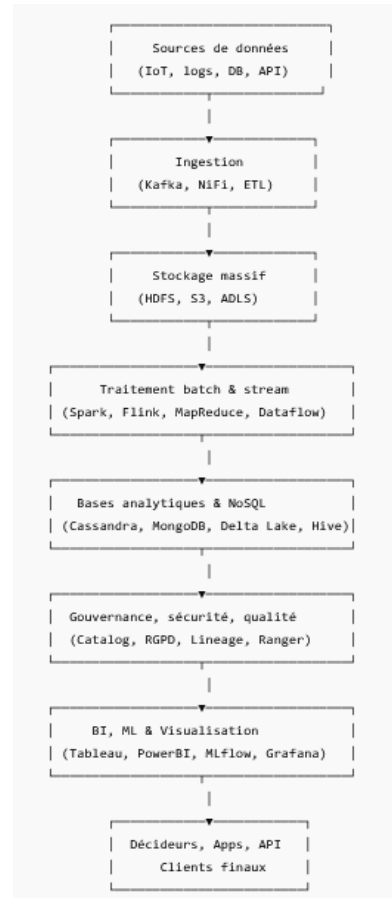 Sources de données
(IoT, logs, DB, API)
Ingestion
(Kafka, NiFi, ETL)
Stockage massif
(HDFS, S3, ADLS)
Traitement batch & stream
(Spark, Flink, MapReduce, Dataflow)
Bases analytiques & NoSQL
(Cassandra, MongoDB, Delta Lake, Hive)
Gouvernance, sécurité, qualité
(Catalog, RGPD, Lineage, Ranger)
BI, ML & Visualisation
(Tableau, PowerBI, MLflow, Grafana)
Décideurs, Apps, API
Clients finaux